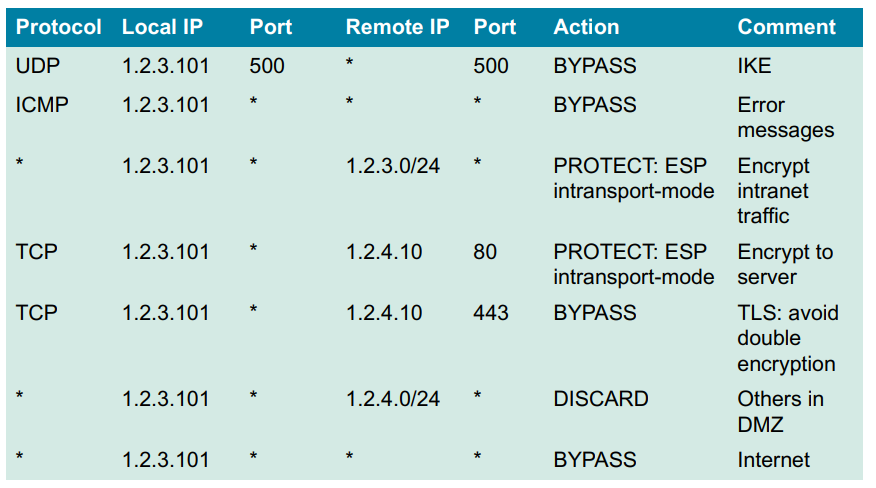 Protocol Local IP Port Remote IP Port Action Comment
UDP 1.2.3.101 500 * 500 BYPASS IKE
ICMP 1.2.3.101 * * * BYPASS Error
messages
* 1.2.3.101 * 1.2.3.0/24 * PROTECT: ESP Encrypt
intransport-mode intranet
traffic
TCP 1.2.3.101 * 1.2.4.10 80 PROTECT: ESP Encrypt to
intransport-mode server
TCP 1.2.3.101 * 1.2.4.10 443 BYPASS TLS: avoid
double
encryption
* 1.2.3.101 * 1.2.4.0/24 * DISCARD Others in
DMZ
* 1.2.3.101 * * * BYPASS Internet